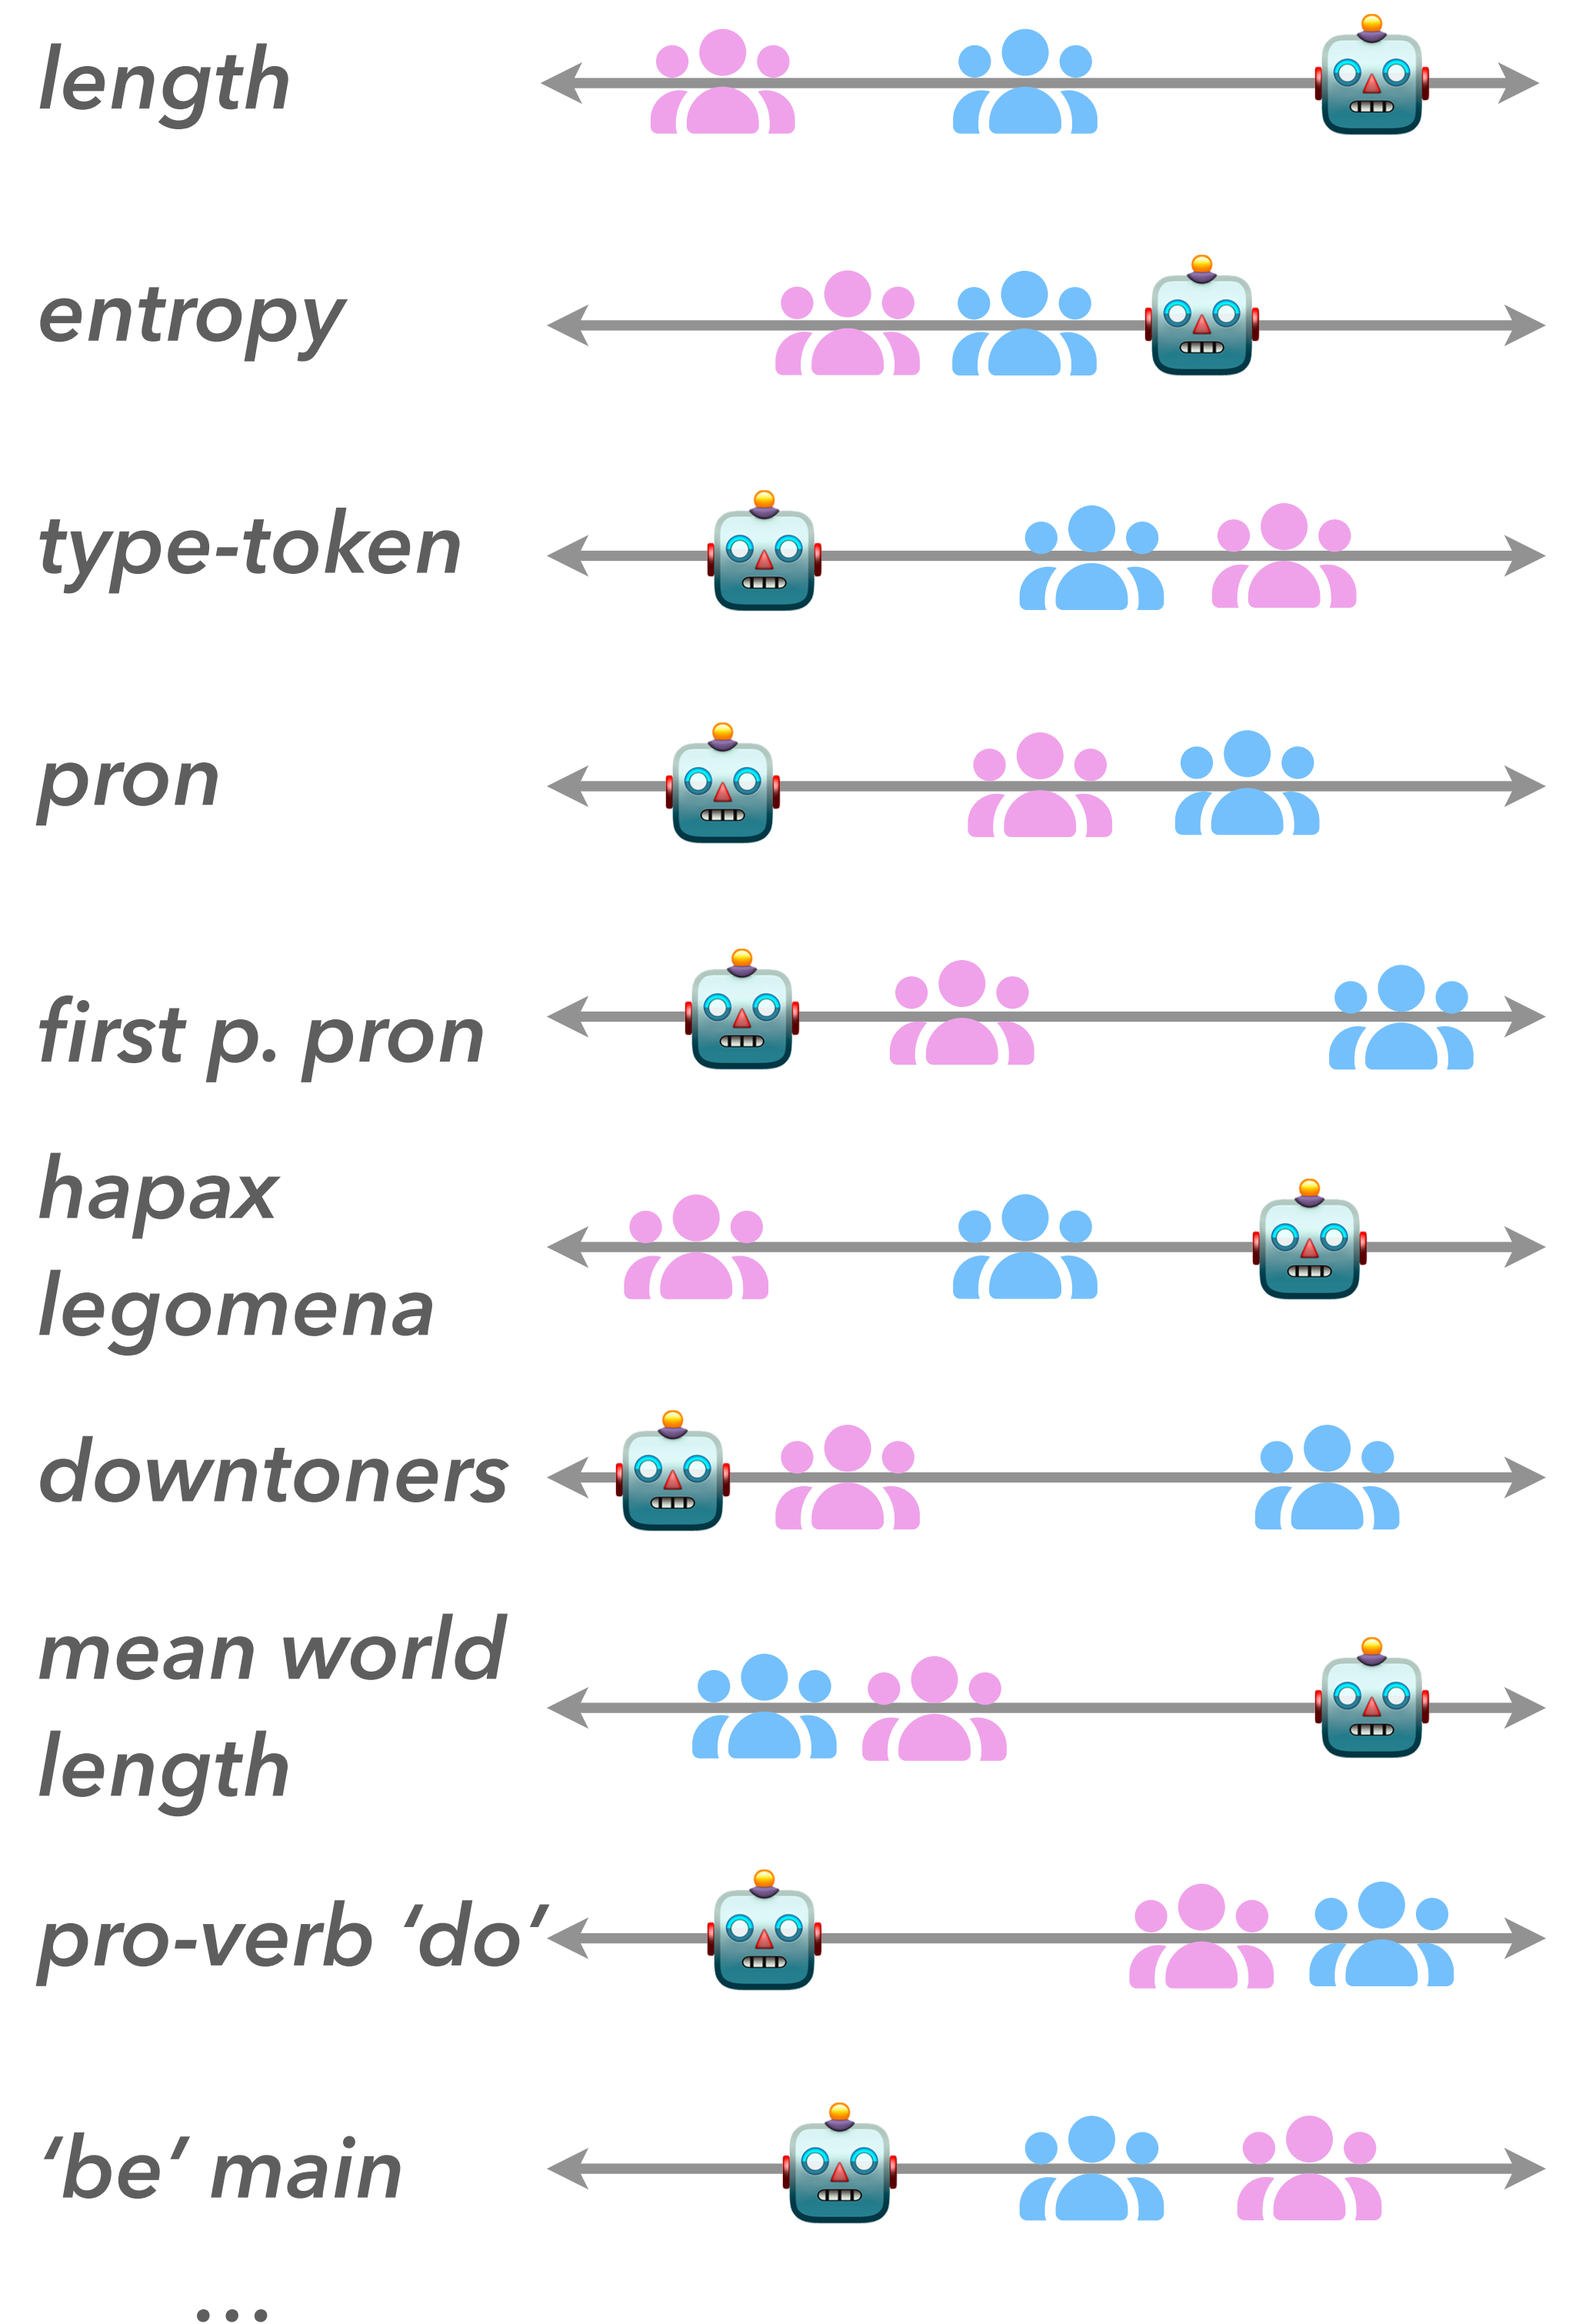 length
entropy
type-token
pron
first p. pron
hapax
legomena
downtoners
mean world
length
pro-verb ‘do’
‘be’ main
...